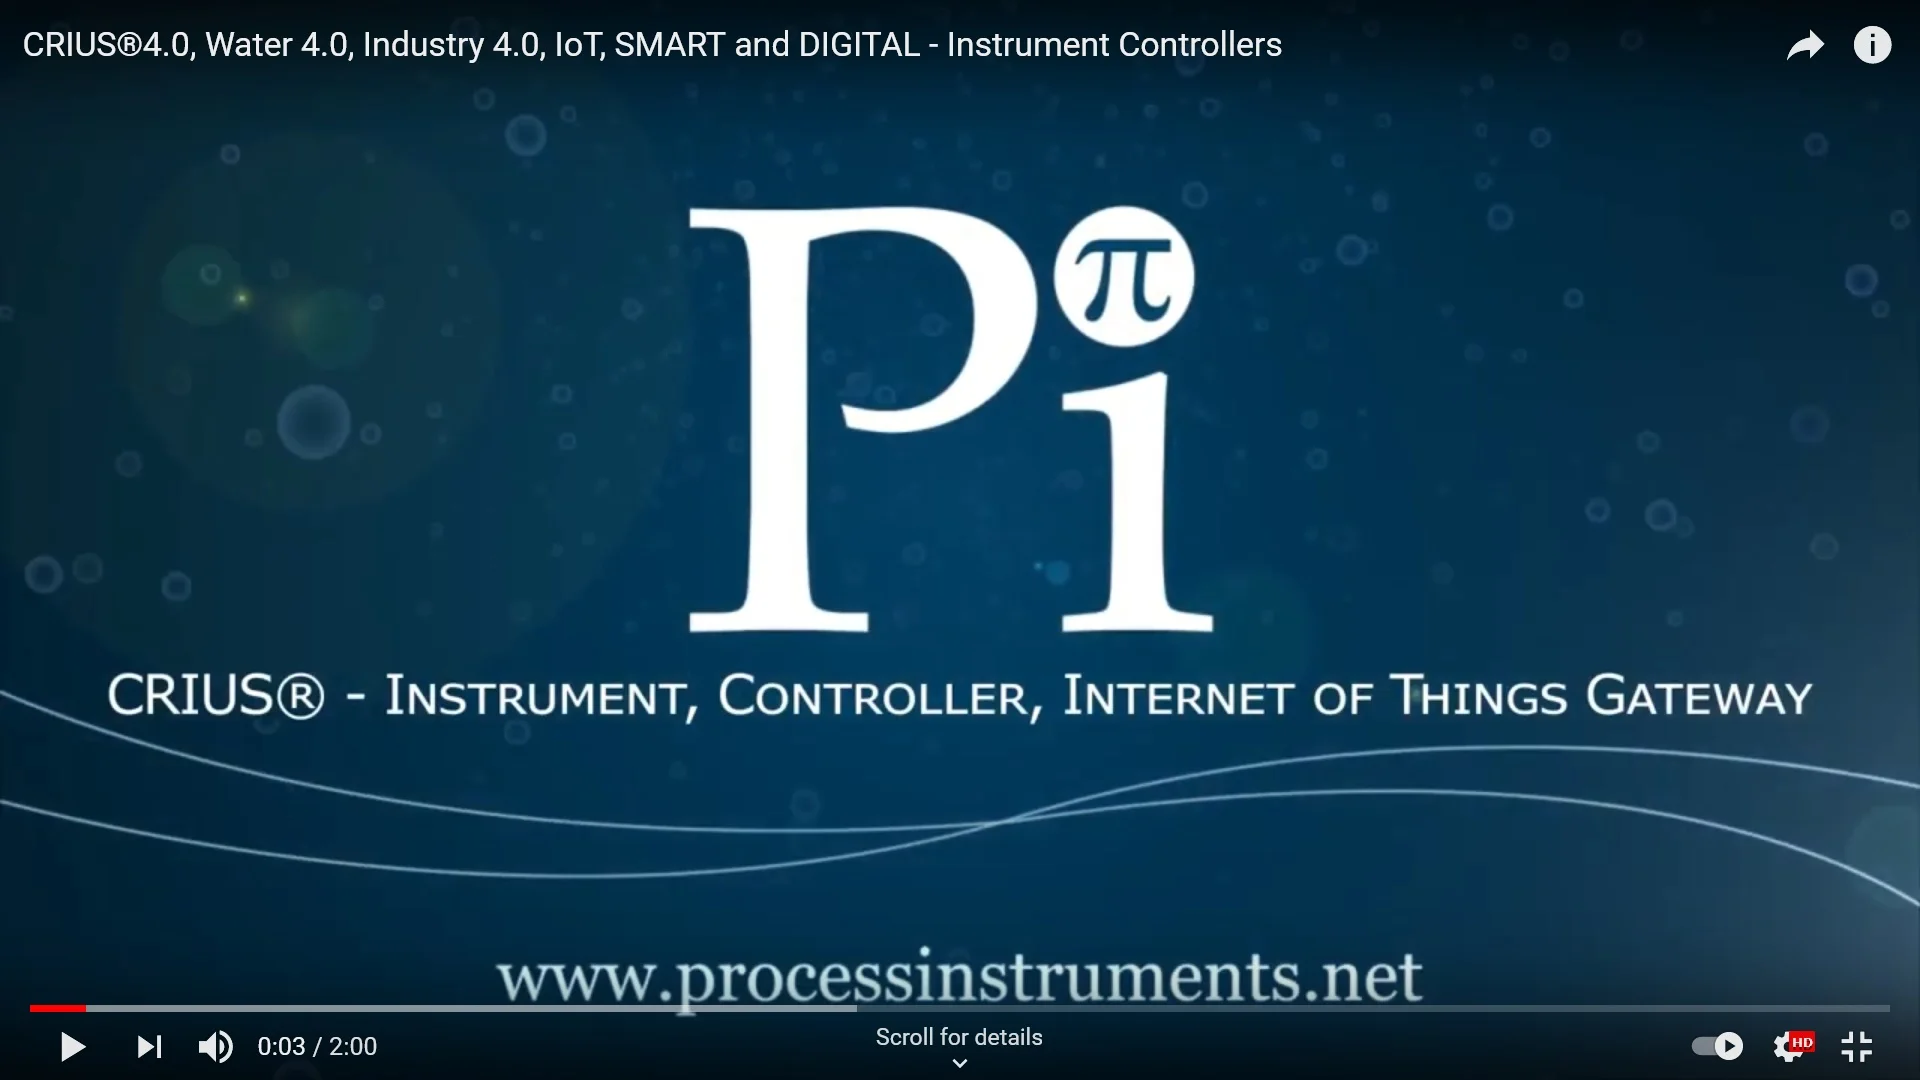 CRIUS®4.0, Water 4.0, Industry 4.0, IoT, SMART and DIGITAL - Instrument Controllers
Pi
π
CRIUS® - INSTRUMENT, CONTROLLER, INTERNET OF THINGS GATEWAY
www.processinstruments.net
0:03 / 2:00
Scroll for details
HD